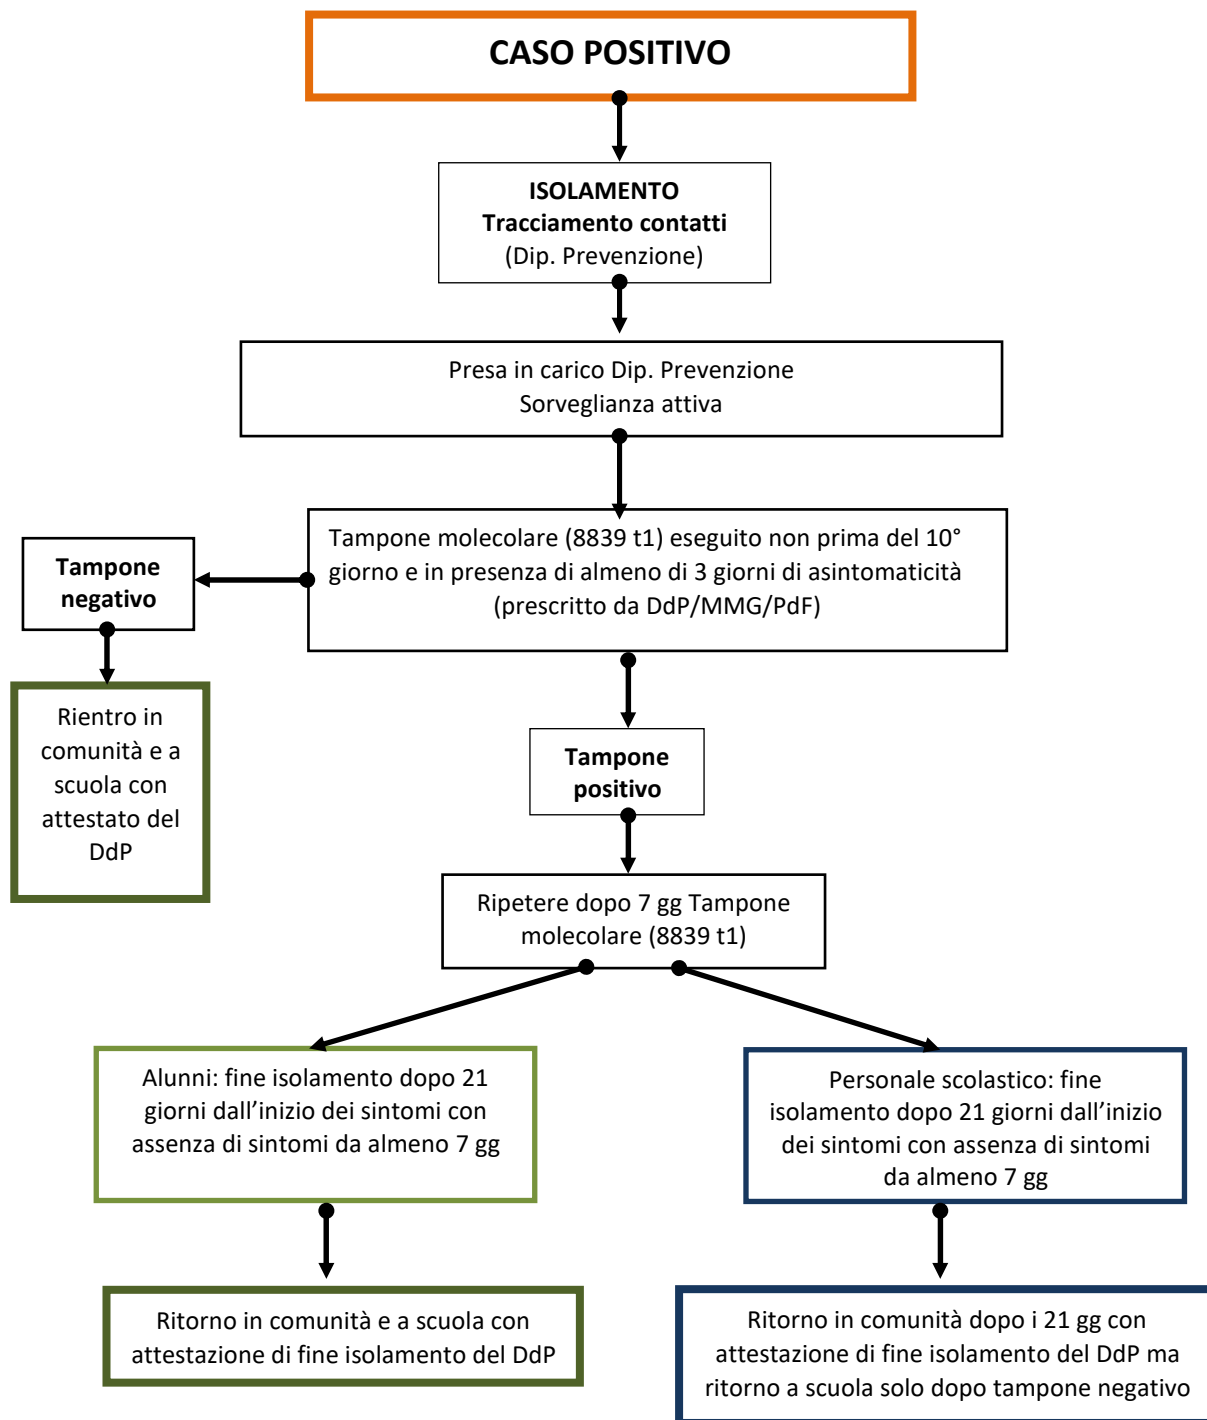 CASO POSITIVO
ISOLAMENTO
Tracciamento contatti
(Dip. Prevenzione)
Presa in carico Dip. Prevenzione
Sorveglianza attiva
Tampone molecolare (8839 t1) eseguito non prima del 10°
giorno e in presenza di almeno di 3 giorni di asintomaticità
(prescritto da DdP/MMG/PdF)
Tampone
negativo
Rientro in
comunità e a
scuola con
attestato del
DdP
Tampone
positivo
Ripetere dopo 7 gg Tampone
molecolare (8839 t1)
Alunni: fine isolamento dopo 21
giorni dall’inizio dei sintomi con
assenza di sintomi da almeno 7 gg
Personale scolastico: fine
isolamento dopo 21 giorni dall’inizio
dei sintomi con assenza di sintomi
da almeno 7 gg
Ritorno in comunità e a scuola con
attestazione di fine isolamento del DdP
Ritorno in comunità dopo i 21 gg con
attestazione di fine isolamento del DdP ma
ritorno a scuola solo dopo tampone negativo